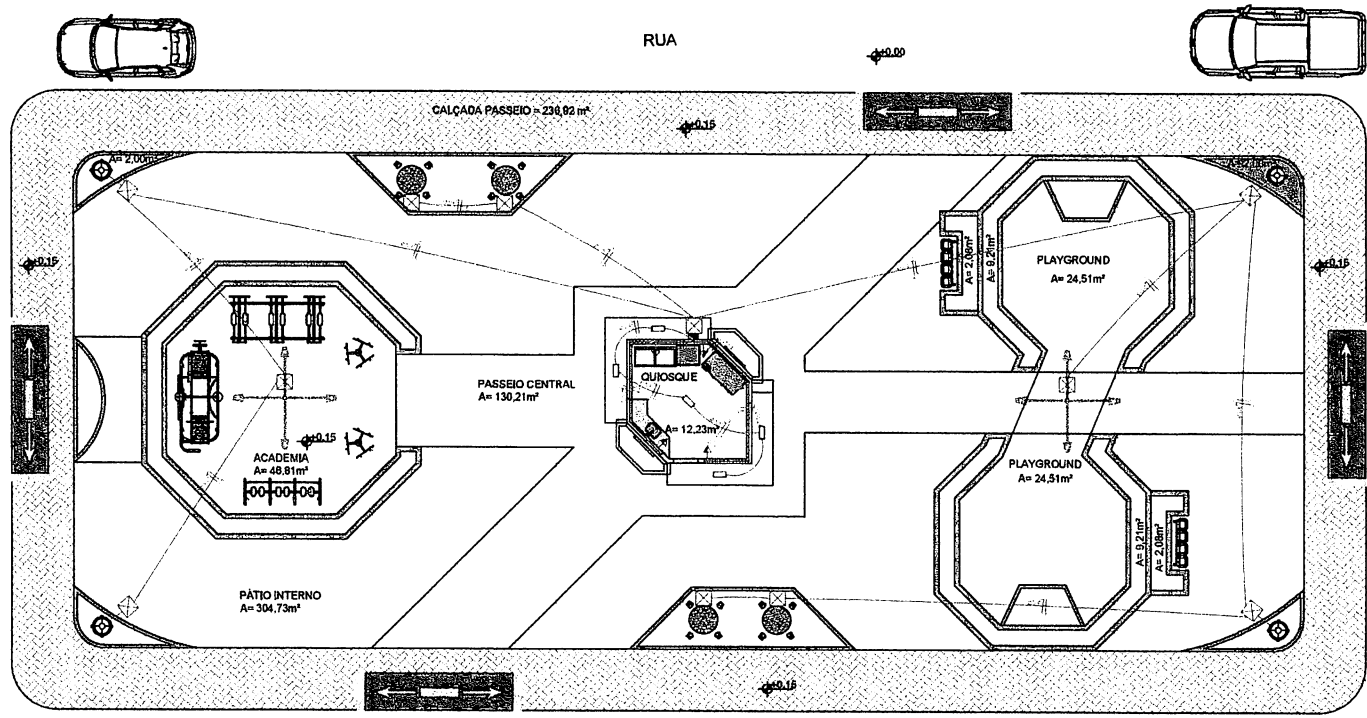 RUA
+0.00
CALÇADA PASSEIO = 230,92 m²
+0.15
A= 2,00m²
A=2,00m²
+0.15
+0.15
A= 2,08m²
A= 9,21m²
PLAYGROUND
A= 24,51m²
QUIOSQUE
A= 12,23m²
PASSEIO CENTRAL
A= 130,21m²
+0.15
ACADEMIA
A= 48,81m²
PLAYGROUND
A= 24,51m²
A= 9,21m²
A= 2,08m²
PÁTIO INTERNO
A= 304,73m²
+0.15